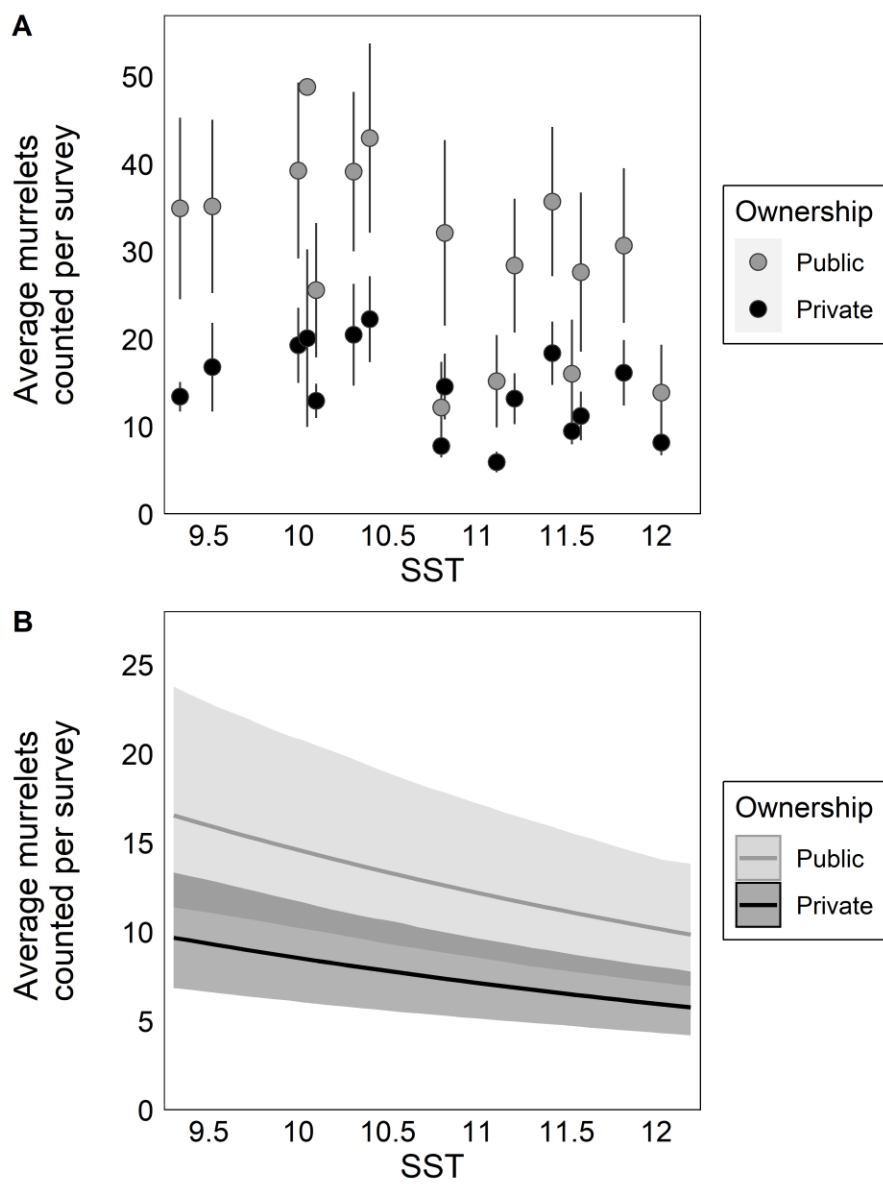 A
Average murrelets
counted per survey
50
40
30
20
10
0
9.5 10 10.5 11 11.5 12
SST
Ownership
Public
Private
B
Average murrelets
counted per survey
25
20
15
10
5
0
9.5 10 10.5 11 11.5 12
SST
Ownership
Public
Private